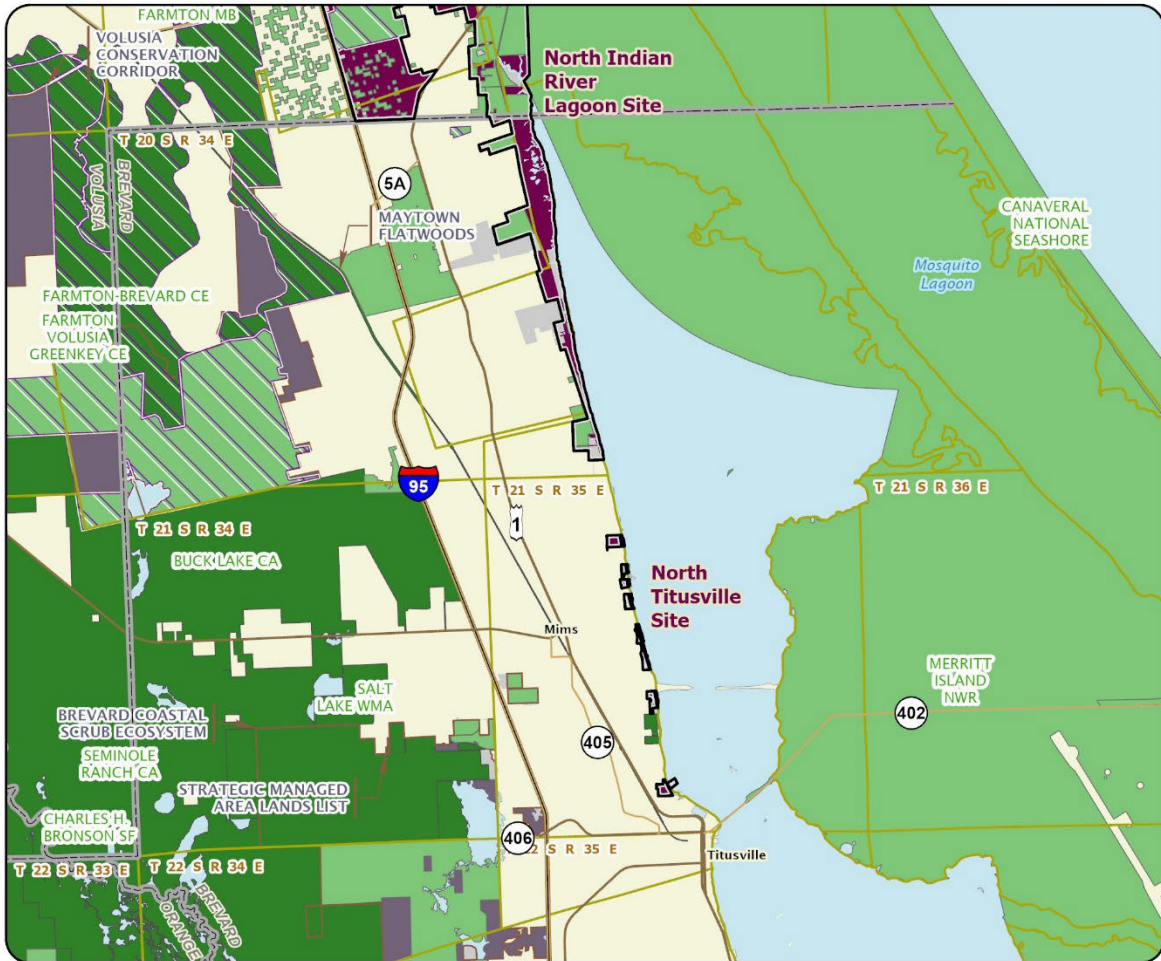 FARMTON MB
VOLUSIA
CONSERVATION
CORRIDOR
North Indian
River
Lagoon Site
T 20 S R 34 E
BREVARD
VOLUSIA
5A
MAYTOWN
FLATWOODS
CANAVERAL
NATIONAL
SEASHORE
Mosquito
Lagoon
FARMTON-BREVARD CE
FARMTON
VOLUSIA
GREENKEY CE
95
T 21 S R 35 E
T 21 S R 36 E
1
T 21 S R 34 E
BUCK LAKE CA
North
Titusville
Site
Mims
MERRITT
ISLAND
NWR
SALT
LAKE WMA
402
BREVARD COASTAL
SCRUB ECOSYSTEM
405
SEMINOLE
RANCH CA
STRATEGIC MANAGED
AREA LANDS LIST
CHARLES H.
BRONSON SF
406
22 S R 35 E
Titusville
T 22 S R 33 E
T 22 S R 34 E
BREVARD
ORANGE